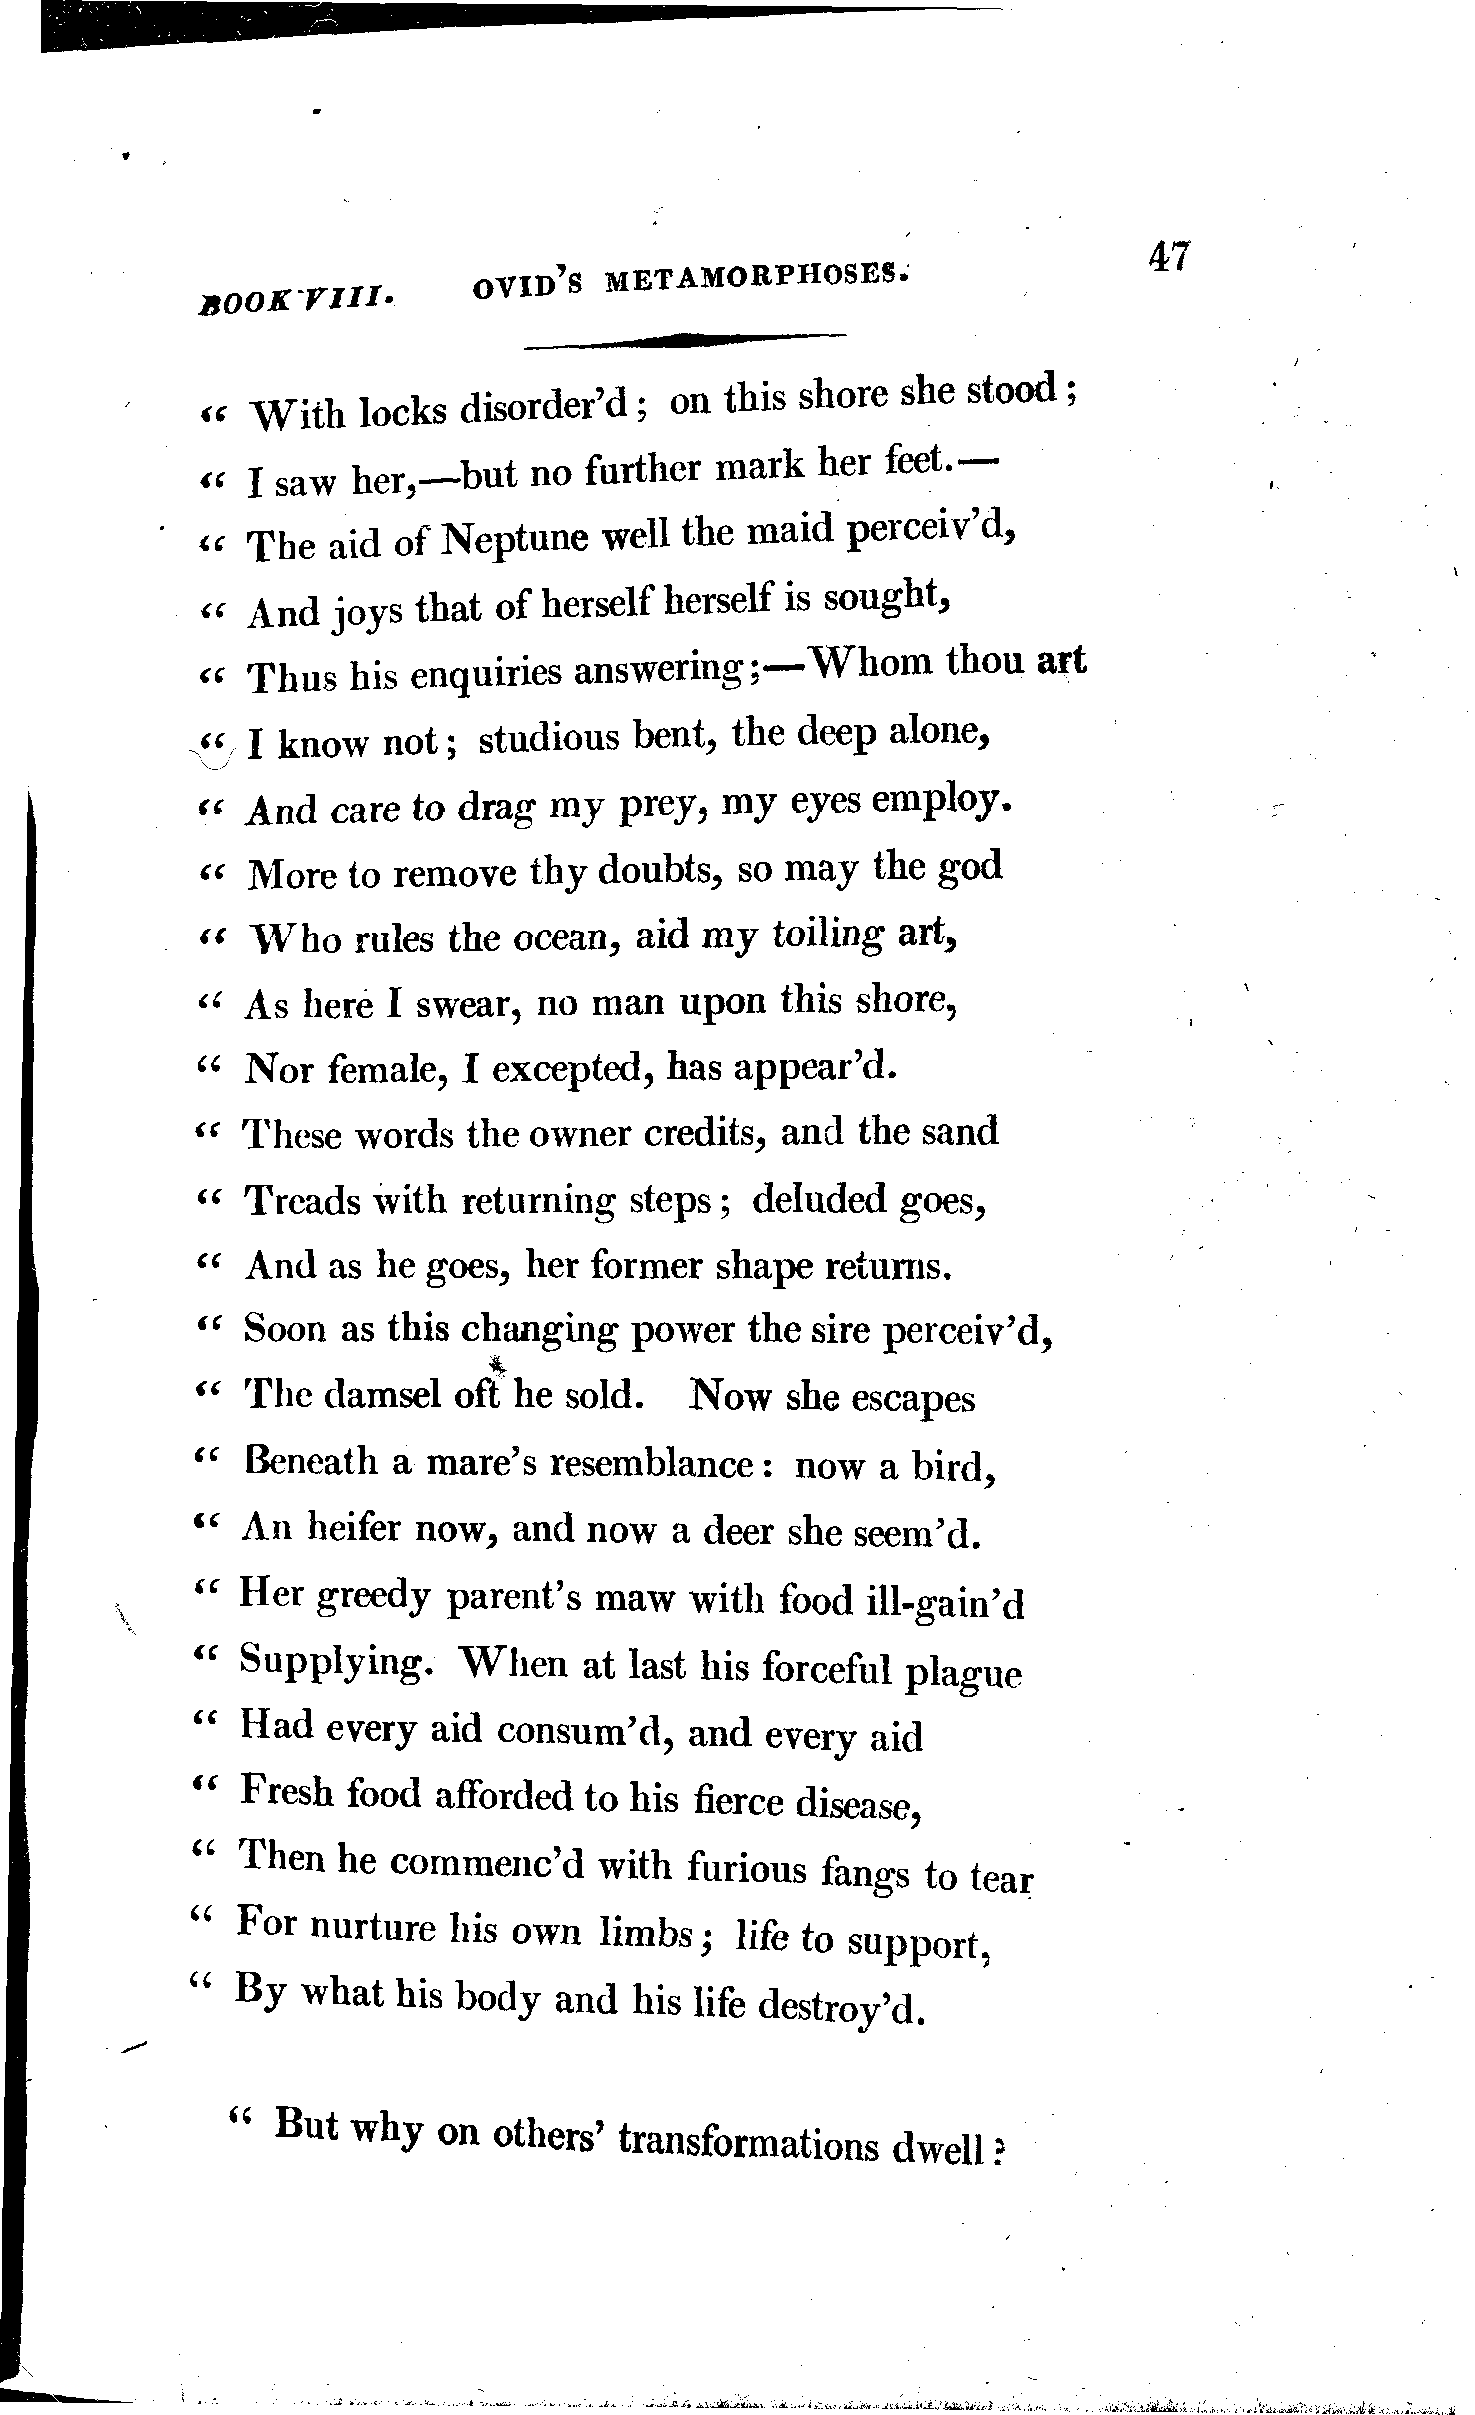 BOOK VIII. OVID'S METAMORPHOSES. 47
“ With locks disorder'd; on this shore she stood;
“ I saw her,—but no further mark her feet.—
“ The aid of Neptune well the maid perceiv'd,
“ And joys that of herself herself is sought,
“ Thus his enquiries answering;—Whom thou art
“ I know not; studious bent, the deep alone,
“ And care to drag my prey, my eyes employ.
“ More to remove thy doubts, so may the god
“ Who rules the ocean, aid my toiling art,
“ As here I swear, no man upon this shore,
“ Nor female, I excepted, has appear'd.
“ These words the owner credits, and the sand
“ Treads with returning steps; deluded goes,
“ And as he goes, her former shape returns.
“ Soon as this changing power the sire perceiv'd,
“ The damsel oft he sold. Now she escapes
“ Beneath a mare's resemblance: now a bird,
“ An heifer now, and now a deer she seem'd.
“ Her greedy parent's maw with food ill-gain'd
“ Supplying. When at last his forceful plague
“ Had every aid consum'd, and every aid
“ Fresh food afforded to his fierce disease,
“ Then he commenc'd with furious fangs to tear
“ For nurture his own limbs; life to support,
“ By what his body and his life destroy'd.
“ But why on others' transformations dwell?